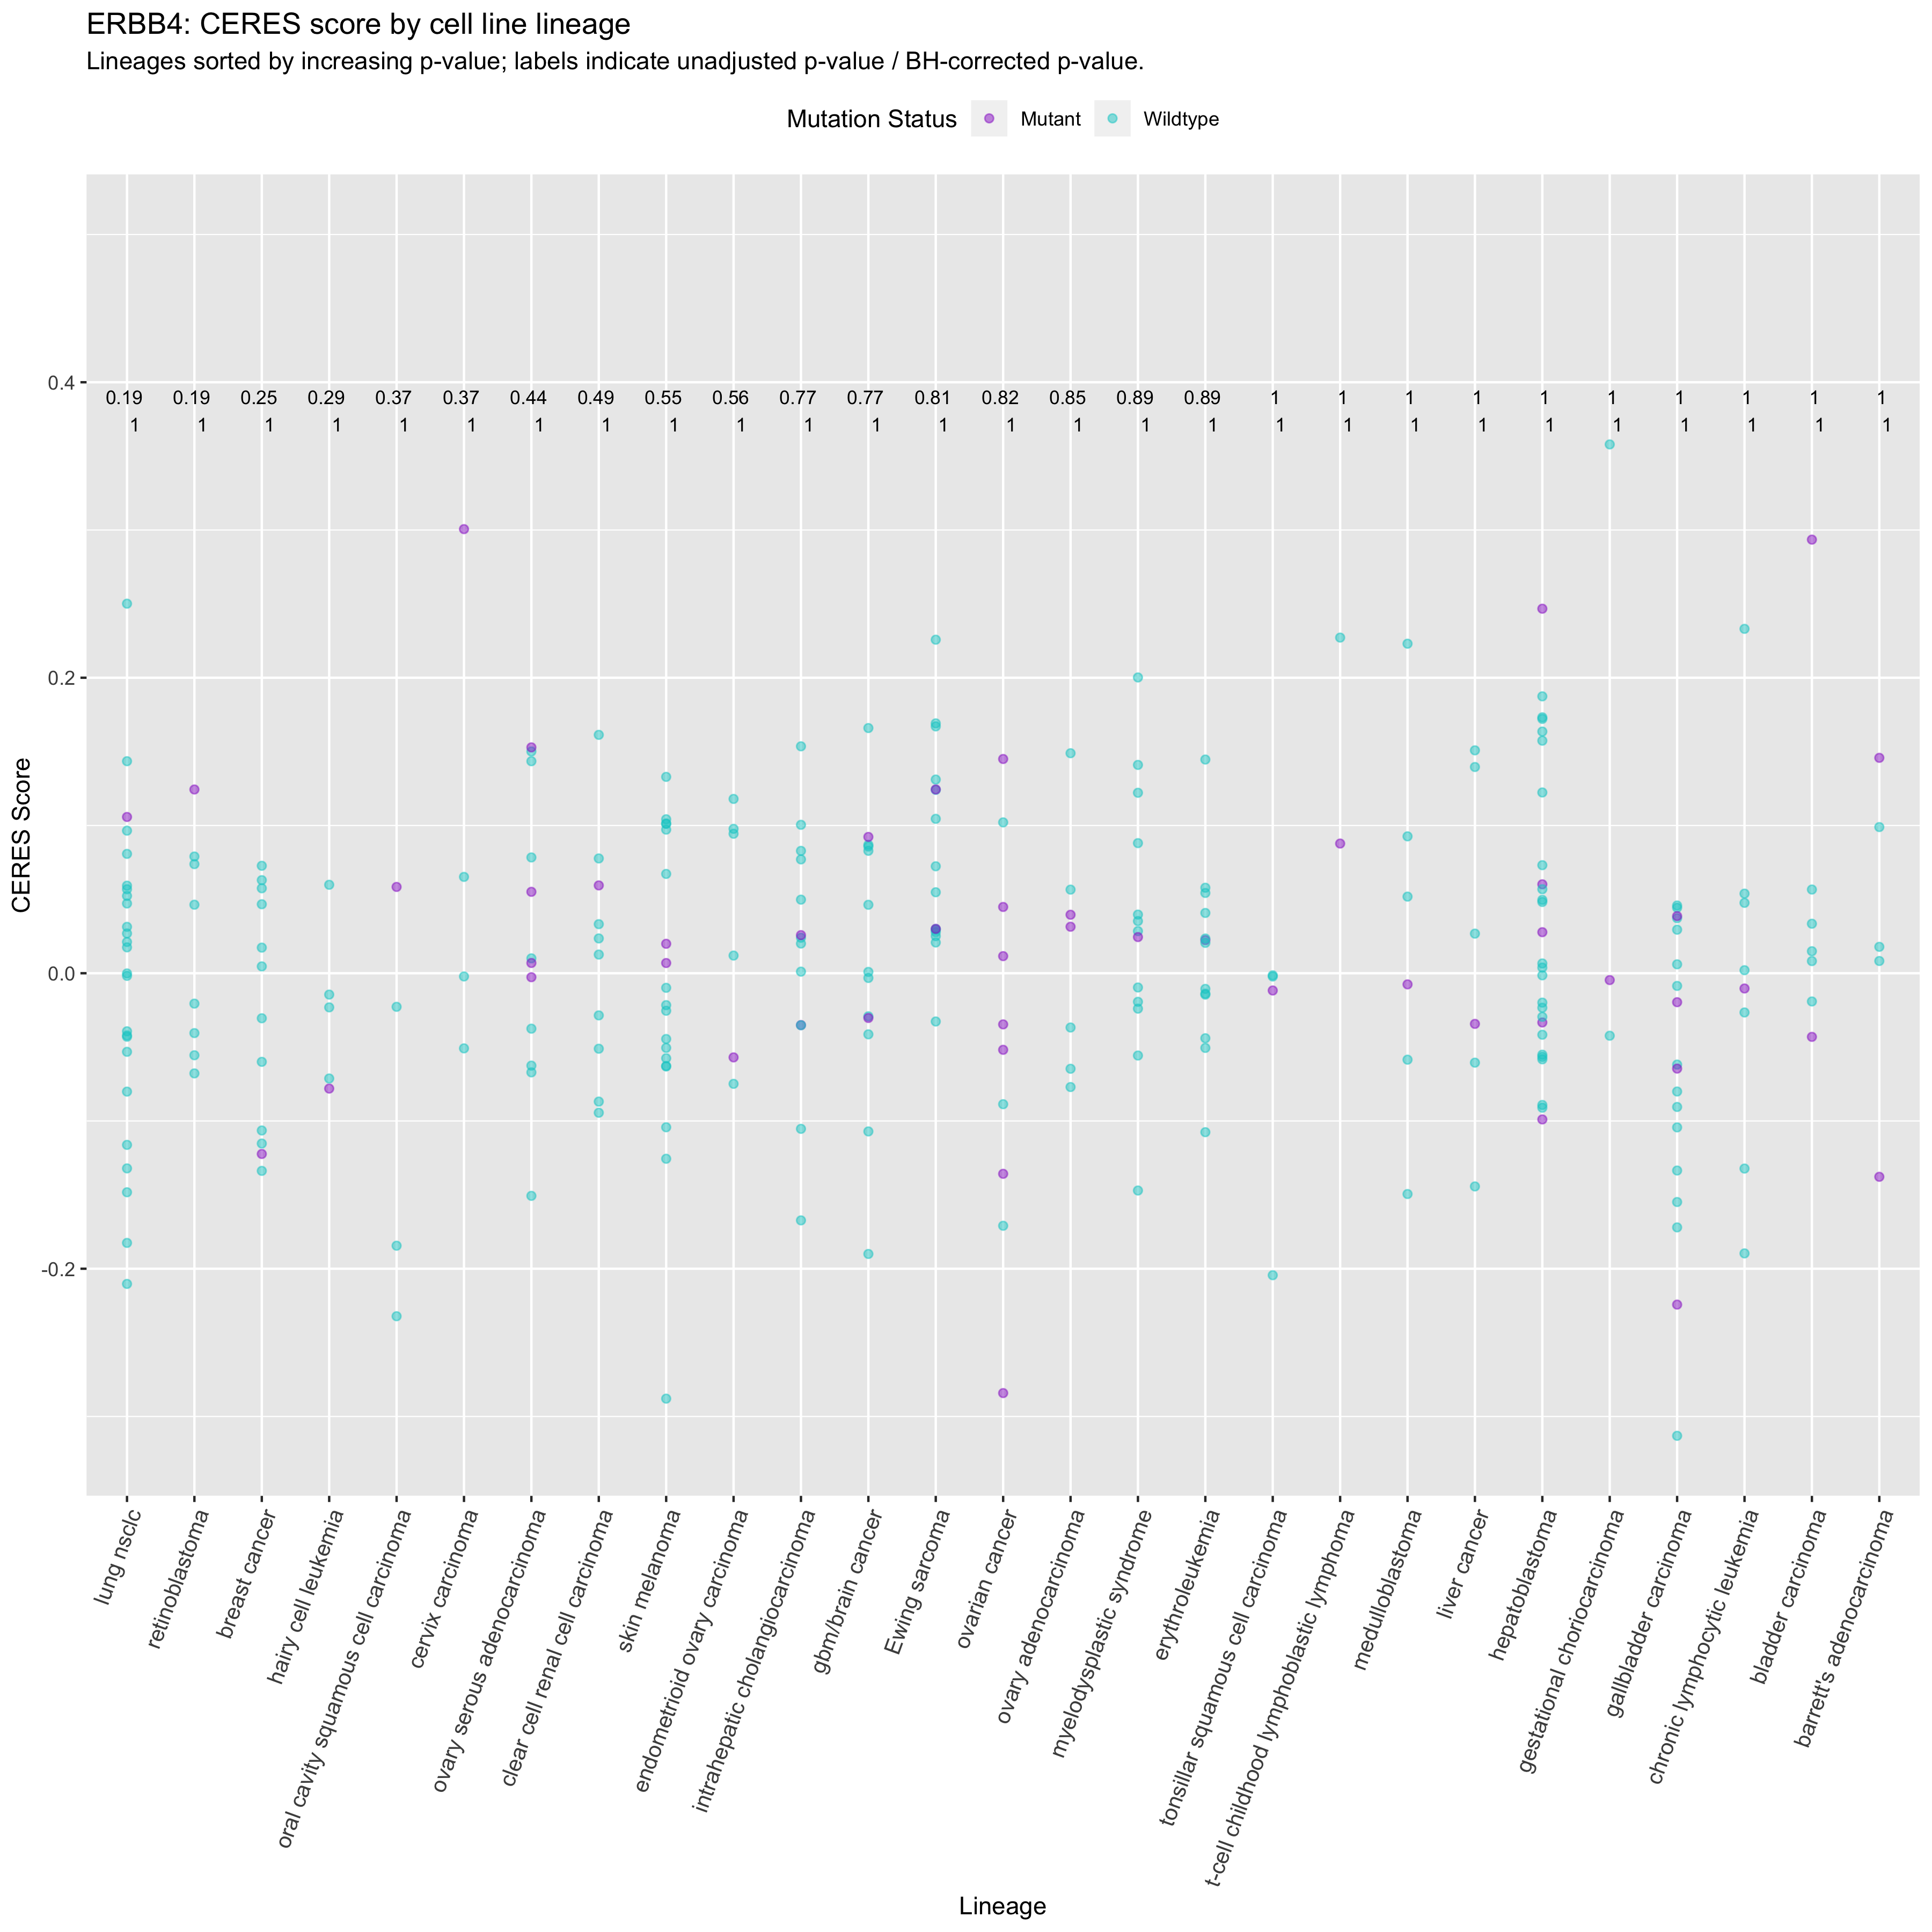 ERBB4: CERES score by cell line lineage
Lineages sorted by increasing p-value; labels indicate unadjusted p-value / BH-corrected p-value.
Mutation Status Mutant Wildtype
0.19 0.19 0.25 0.29 0.37 0.37 0.44 0.49 0.55 0.56 0.77 0.77 0.81 0.82 0.85 0.89 0.89 1 1 1 1 1 1 1 1 1 1
1 1 1 1 1 1 1 1 1 1 1 1 1 1 1 1 1 1 1 1 1 1 1 1 1 1 1
0.4
0.2
0.0
-0.2
CERES Score
lung nsclc
retinoblastoma
breast cancer
hairy cell leukemia
oral cavity squamous cell carcinoma
cervix carcinoma
ovary serous adenocarcinoma
clear cell renal cell carcinoma
skin melanoma
endometrioid ovary carcinoma
intrahepatic cholangiocarcinoma
gbm/brain cancer
Ewing sarcoma
ovarian cancer
ovary adenocarcinoma
myelodysplastic syndrome
erythroleukemia
tonsillar squamous cell carcinoma
t-cell childhood lymphoblastic lymphoma
medulloblastoma
liver cancer
hepatoblastoma
gestational choriocarcinoma
gallbladder carcinoma
chronic lymphocytic leukemia
bladder carcinoma
barrett's adenocarcinoma
Lineage